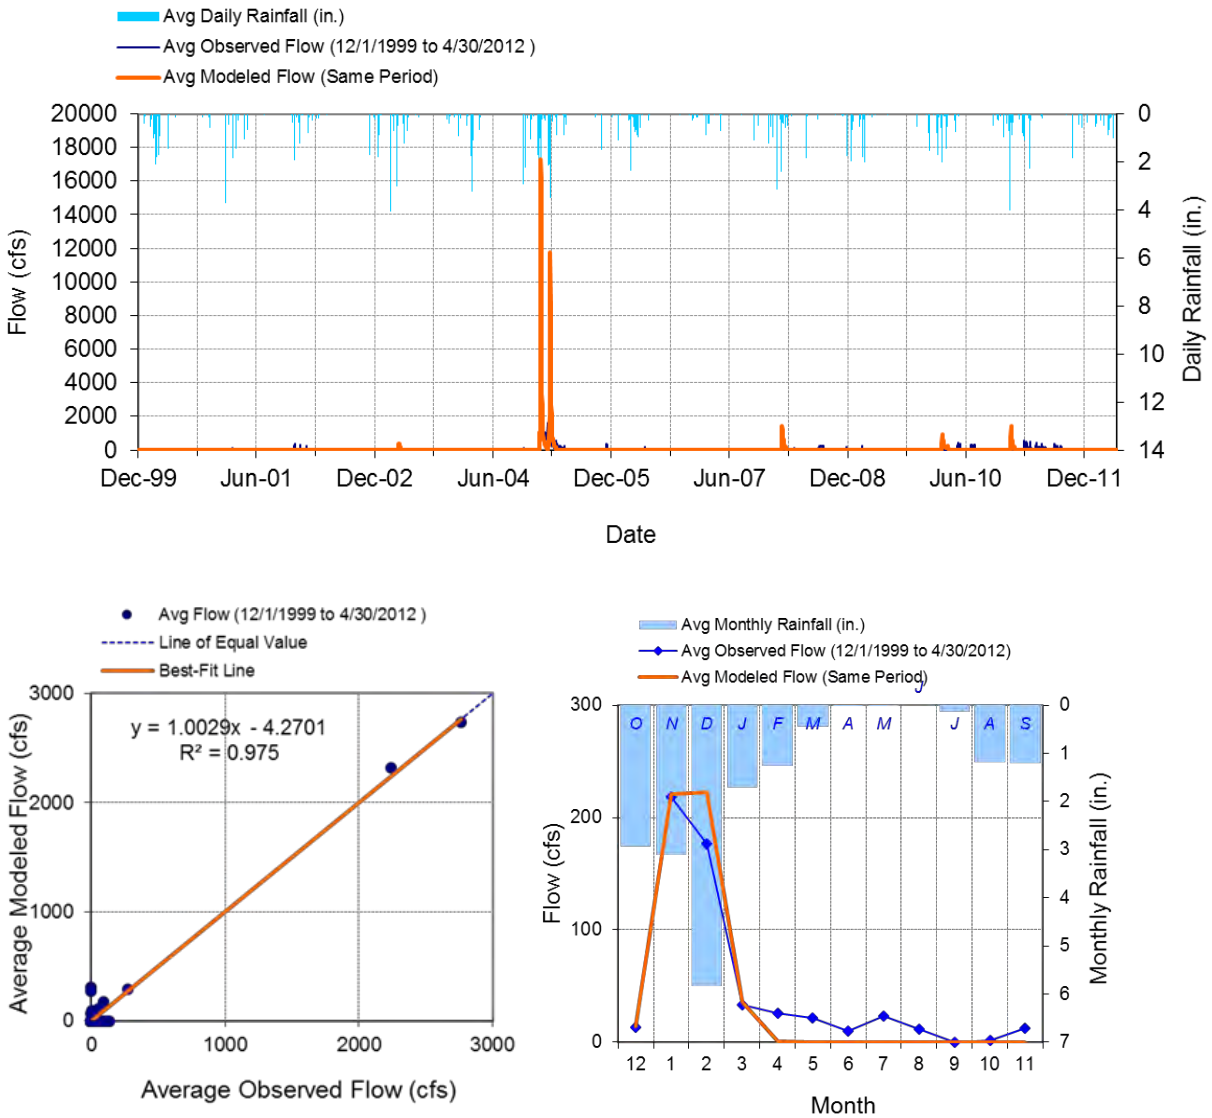 Avg Daily Rainfall (in.)
Avg Observed Flow (12/1/1999 to 4/30/2012 )
Avg Modeled Flow (Same Period)
20000
18000
16000
14000
12000
10000
8000
6000
4000
2000
0
Flow (cfs)
0
2
4
6
8
10
12
14
Daily Rainfall (in.)
Dec-99 Jun-01 Dec-02 Jun-04 Dec-05 Jun-07 Dec-08 Jun-10 Dec-11
Date
Avg Flow (12/1/1999 to 4/30/2012 )
Line of Equal Value
Best-Fit Line
y = 1.0029x - 4.2701
R² = 0.975
3000
2000
1000
0
Average Modeled Flow (cfs)
0 1000 2000 3000
Average Observed Flow (cfs)
Avg Monthly Rainfall (in.)
Avg Observed Flow (12/1/1999 to 4/30/2012)
Avg Modeled Flow (Same Period)
J
O N D J F M A M J A S
300
200
100
0
Flow (cfs)
0
1
2
3
4
5
6
7
Monthly Rainfall (in.)
12 1 2 3 4 5 6 7 8 9 10 11
Month